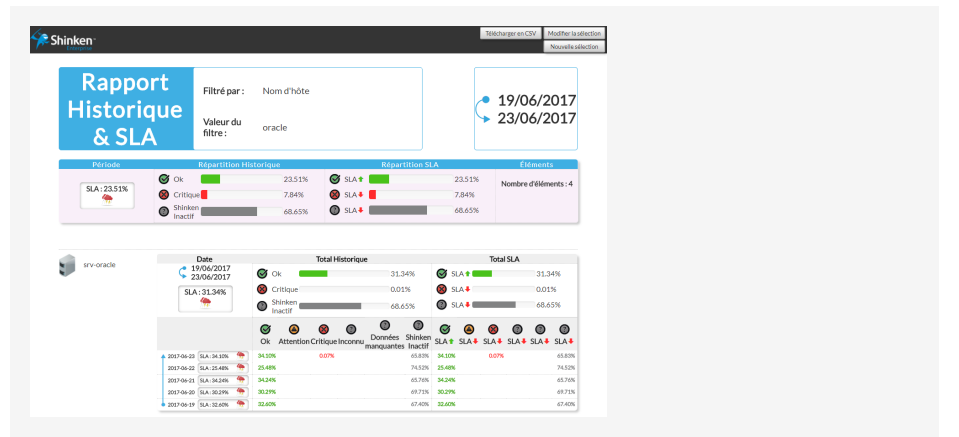 Shinken
Enterprise
Télécharger en CSV
Modifier la sélection
Nouvelle sélection
Rapport
Historique
& SLA
Filtré par :
Nom d'hôte
Valeur du
filtre :
oracle
19/06/2017
23/06/2017
Période
Répartition Historique
Répartition SLA
Éléments
SLA : 23.51%
Ok 23.51% SLA 23.51%
Critique 7.84% SLA 7.84%
Shinken
Inactif 68.65% SLA 68.65%
Nombre d'éléments : 4
srv-oracle
Date
Total Historique
Total SLA
19/06/2017
23/06/2017
SLA : 31.34%
Ok 31.34% SLA 31.34%
Critique 0.01% SLA 0.01%
Shinken
Inactif 68.65% SLA 68.65%
Ok Attention Critique Inconnu Données
manquantes Shinken
Inactif SLA SLA SLA SLA SLA SLA
2017-06-23 SLA : 34.10% 34.10% 0.07% 65.83% 34.10% 0.07% 65.83%
2017-06-22 SLA : 25.48% 25.48% 74.52% 25.48% 74.52%
2017-06-21 SLA : 34.24% 34.24% 65.76% 34.24% 65.76%
2017-06-20 SLA : 30.29% 30.29% 69.71% 30.29% 69.71%
2017-06-19 SLA : 32.60% 32.60% 67.40% 32.60% 67.40%